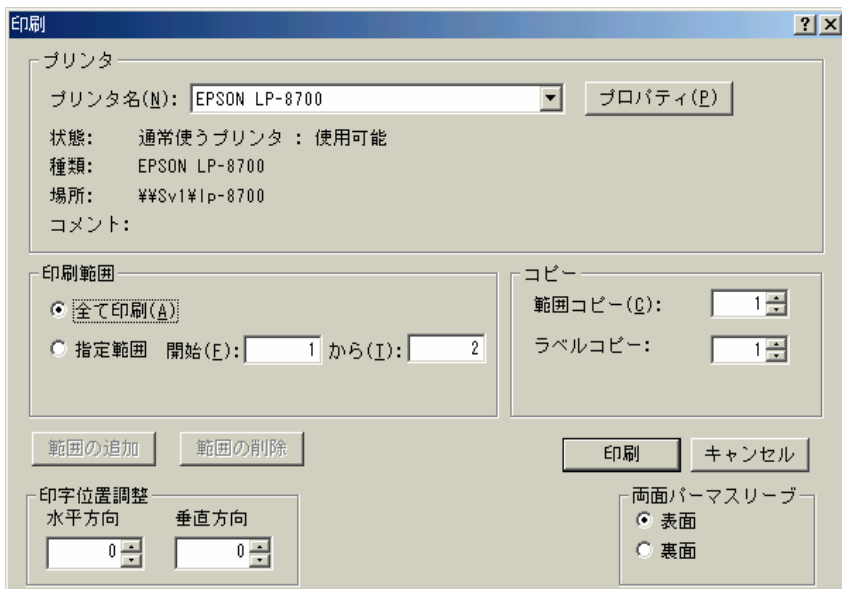 印刷
プリンタ
プリンタ名(N): EPSON LP-8700 プロパティ(P)
状態: 通常使うプリンタ : 使用可能
種類: EPSON LP-8700
場所: ¥¥Sv1¥lp-8700
コメント:
印刷範囲
全て印刷(A)
指定範囲 開始(F): 1 から(T): 2
コピー
範囲コピー(C): 1
ラベルコピー: 1
範囲の追加 範囲の削除
印刷 キャンセル
印字位置調整
水平方向 垂直方向
0 0
両面パーマスリーブ
表面
裏面